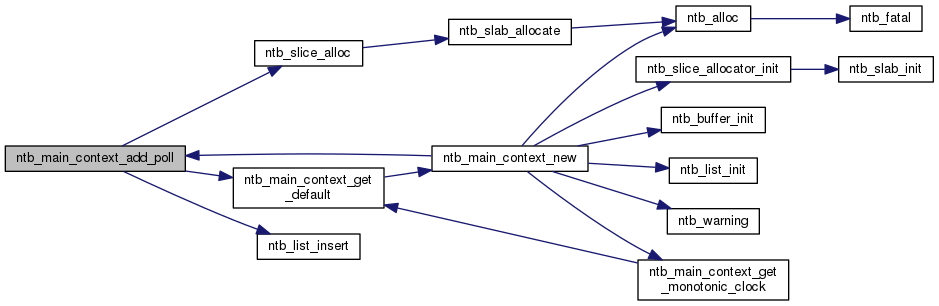 ntb_main_context_add_poll
ntb_slice_alloc
ntb_slab_allocate
ntb_alloc
ntb_fatal
ntb_main_context_get
_default
ntb_main_context_new
ntb_slice_allocator_init
ntb_slab_init
ntb_buffer_init
ntb_list_init
ntb_warning
ntb_main_context_get
_monotonic_clock
ntb_list_insert